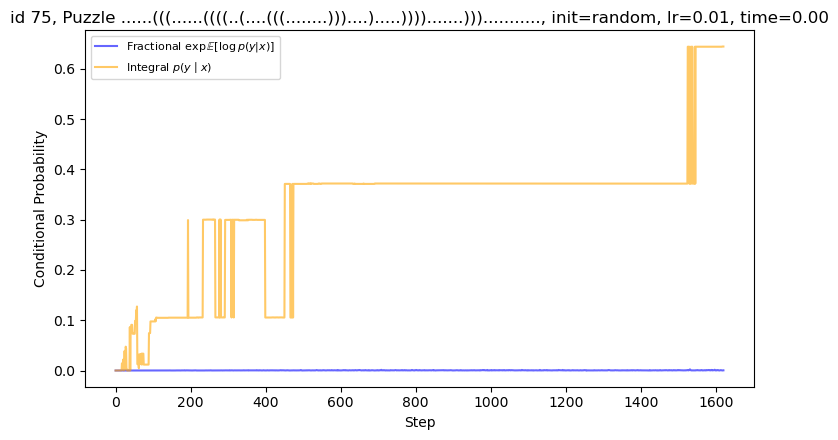 id 75, Puzzle ......(((......((((..(....(((........)))....).....)))).......)))..........., init=random, lr=0.01, time=0.00
Fractional exp𝔼[log p(y|x)]
Integral p(y | x)
Conditional Probability
0.6
0.5
0.4
0.3
0.2
0.1
0.0
0 200 400 600 800 1000 1200 1400 1600
Step